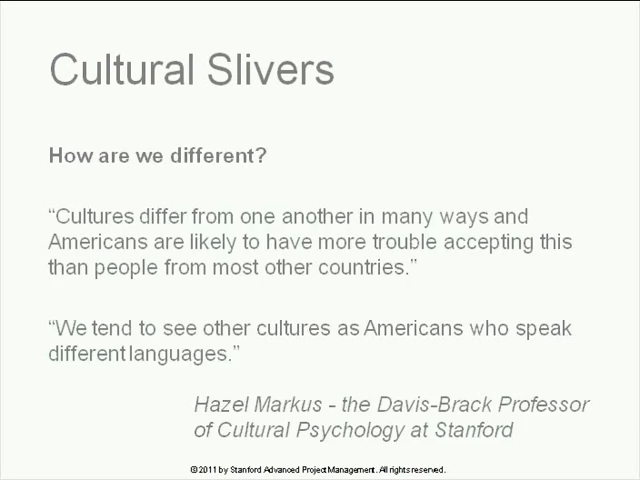 Cultural Slivers
How are we different?
“Cultures differ from one another in many ways and
Americans are likely to have more trouble accepting this
than people from most other countries.”
“We tend to see other cultures as Americans who speak
different languages.”
Hazel Markus - the Davis-Brack Professor
of Cultural Psychology at Stanford
© 2011 by Stanford Advanced Project Management. All rights reserved.